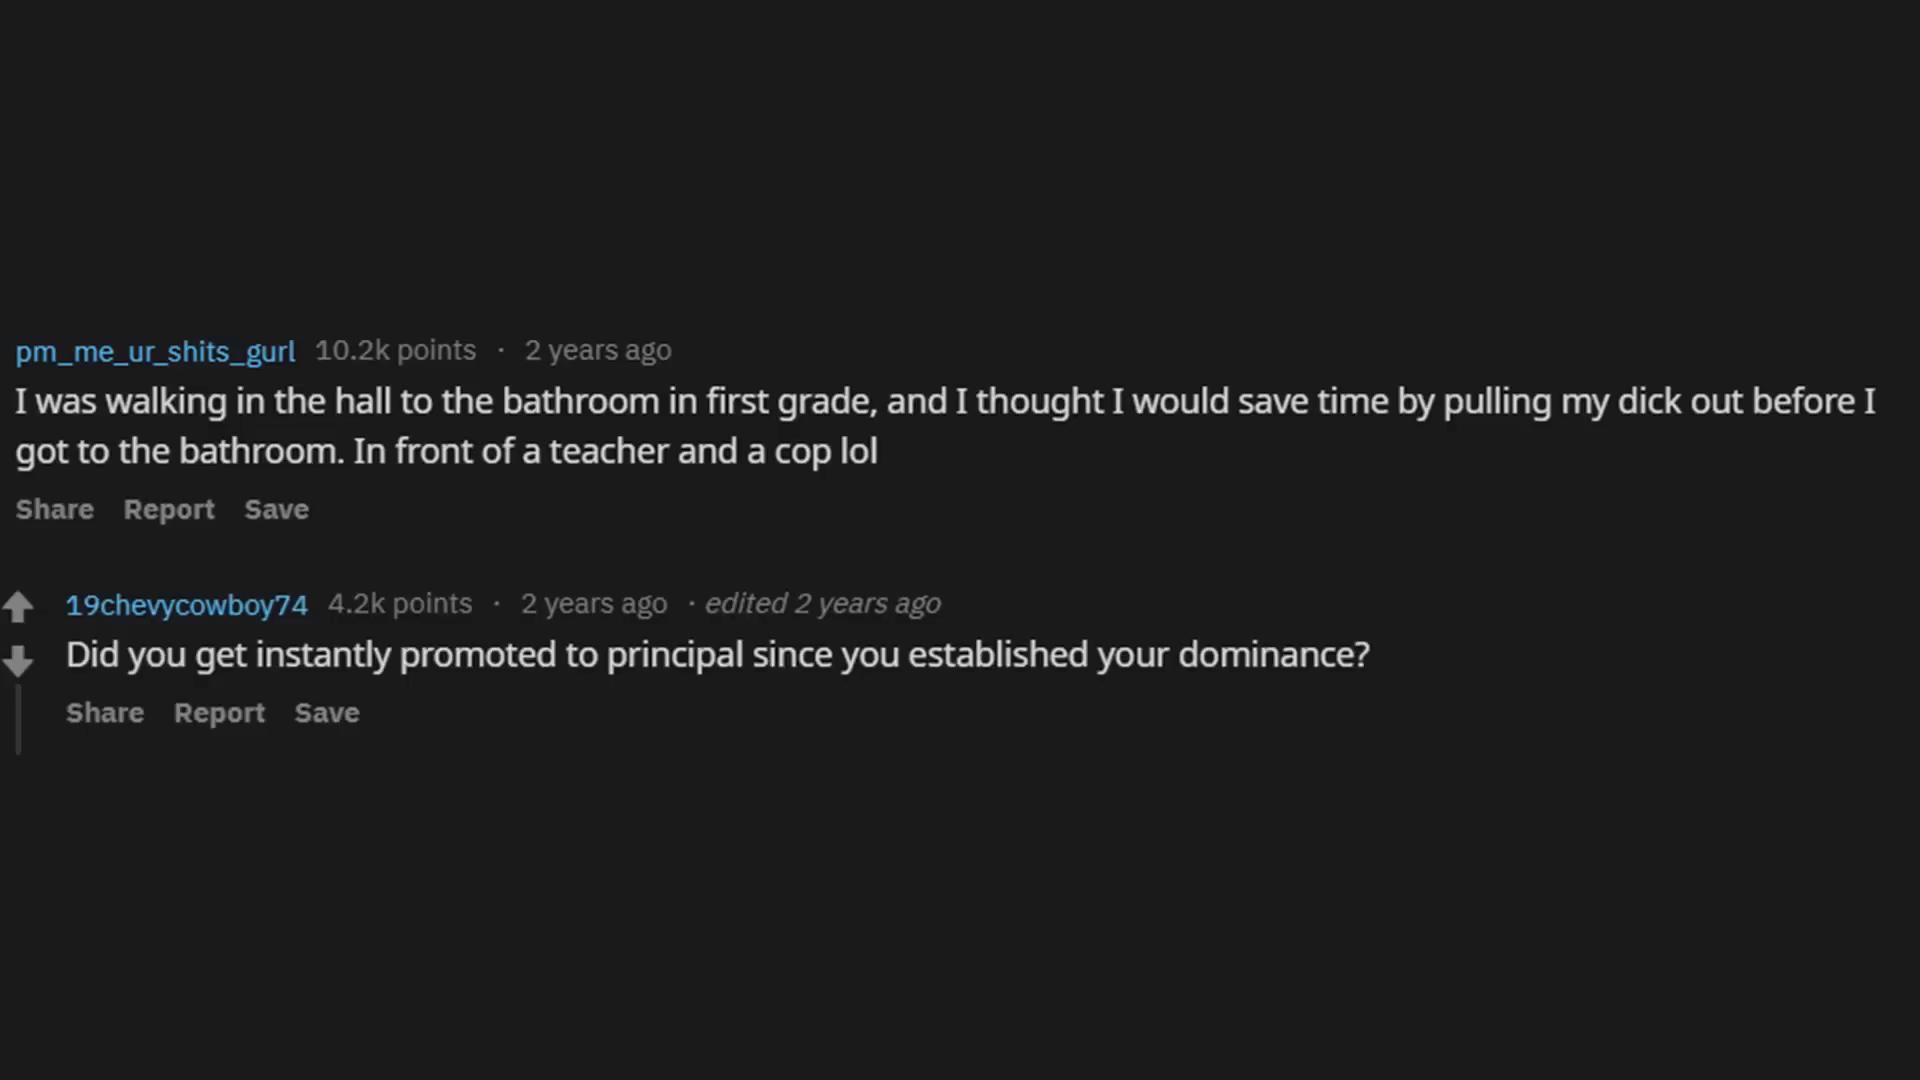 pm_me_ur_shits_gurl 10.2k points · 2 years ago
I was walking in the hall to the bathroom in first grade, and I thought I would save time by pulling my dick out before I
got to the bathroom. In front of a teacher and a cop lol
Share Report Save
19chevycowboy74 4.2k points · 2 years ago · edited 2 years ago
Did you get instantly promoted to principal since you established your dominance?
Share Report Save